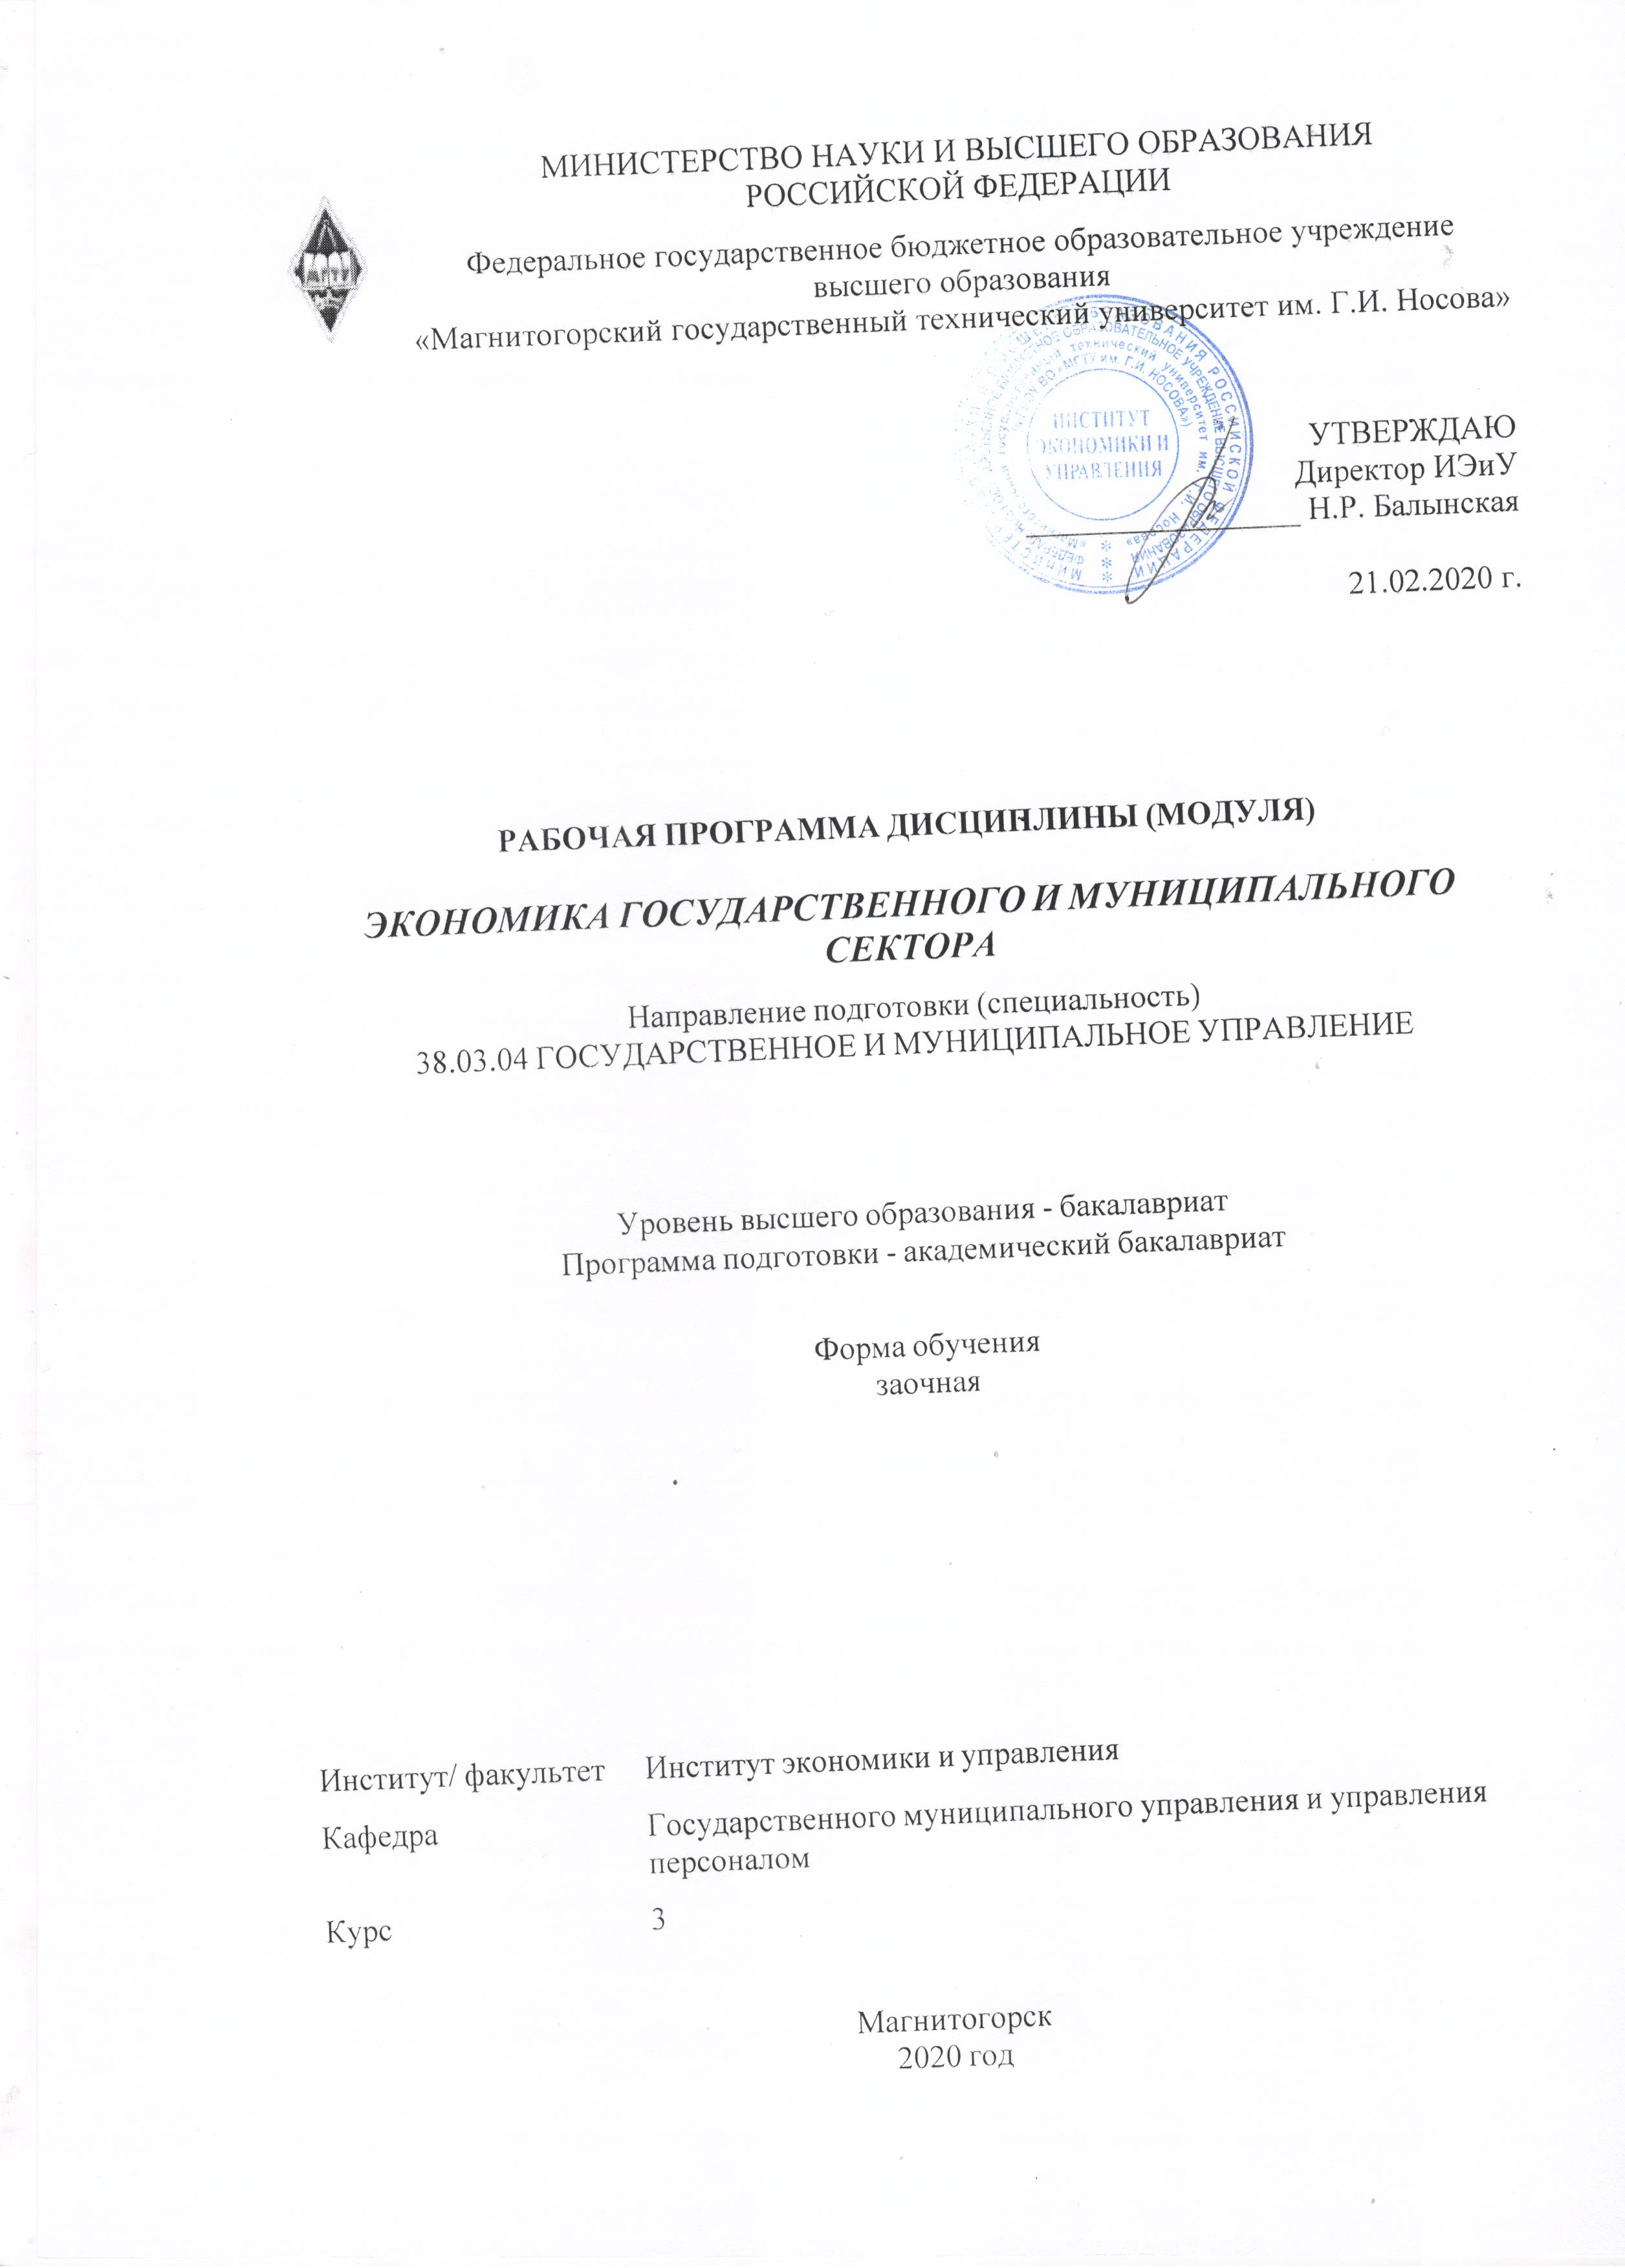 МИНИСТЕРСТВО НАУКИ И ВЫСШЕГО ОБРАЗОВАНИЯ
РОССИЙСКОЙ ФЕДЕРАЦИИ
Федеральное государственное бюджетное образовательное учреждение
высшего образования
«Магнитогорский государственный технический университет им. Г.И. Носова»
МГТУ
ИНСТИТУТ
ЭКОНОМИКИ И
УПРАВЛЕНИЯ
УТВЕРЖДАЮ
Директор ИЭиУ
Н.Р. Балынская
21.02.2020 г.
РАБОЧАЯ ПРОГРАММА ДИСЦИПЛИНЫ (МОДУЛЯ)
ЭКОНОМИКА ГОСУДАРСТВЕННОГО И МУНИЦИПАЛЬНОГО
СЕКТОРА
Направление подготовки (специальность)
38.03.04 ГОСУДАРСТВЕННОЕ И МУНИЦИПАЛЬНОЕ УПРАВЛЕНИЕ
Уровень высшего образования - бакалавриат
Программа подготовки - академический бакалавриат
Форма обучения
заочная
Институт/ факультет Институт экономики и управления
Кафедра Государственного муниципального управления и управления
персоналом
Курс 3
Магнитогорск
2020 год